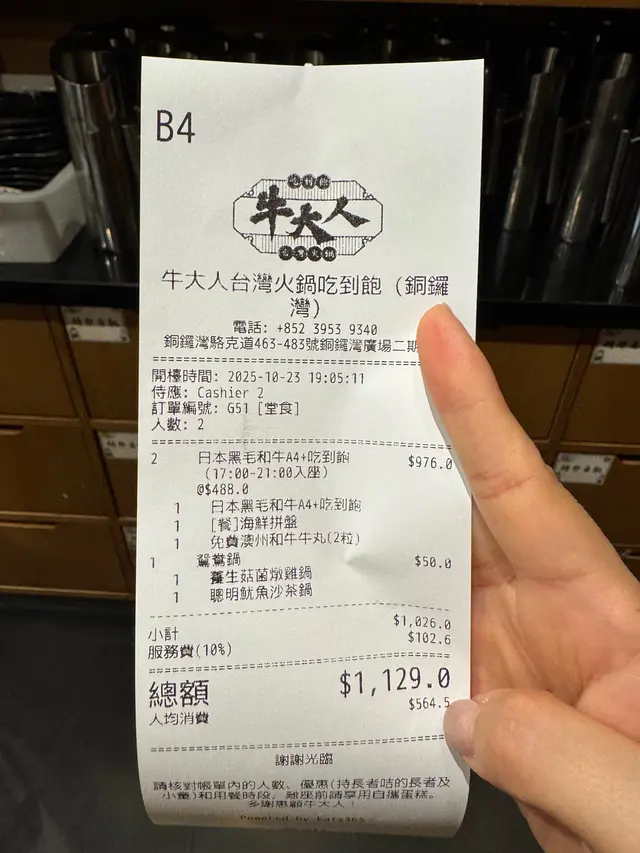 B4
吃到飽
牛大人
台灣火鍋
牛大人台灣火鍋吃到飽（銅鑼
灣）
電話: +852 3953 9340
銅鑼灣駱克道463-483號銅鑼灣廣場二期
開檯時間: 2025-10-23 19:05:11
侍應: Cashier 2
訂單編號: G51 [堂食]
人數: 2
2 日本黑毛和牛A4+吃到飽 $976.0
(17:00-21:00入座)
@$488.0
1 日本黑毛和牛A4+吃到飽
1 [餐]海鮮拼盤
1 免費澳州和牛牛丸(2粒)
1 鴛鴦鍋 $50.0
1 養生菇菌燉雞鍋
1 聰明魷魚沙茶鍋
小計 $1,026.0
服務費(10%) $102.6
總額 $1,129.0
人均消費 $564.5
謝謝光臨
請核對帳單內的人數、優惠(持長者咭的長者及
小童)和用餐時段，離座前請享用自攜蛋糕。
多謝惠顧牛大人！
Powered by Eats365